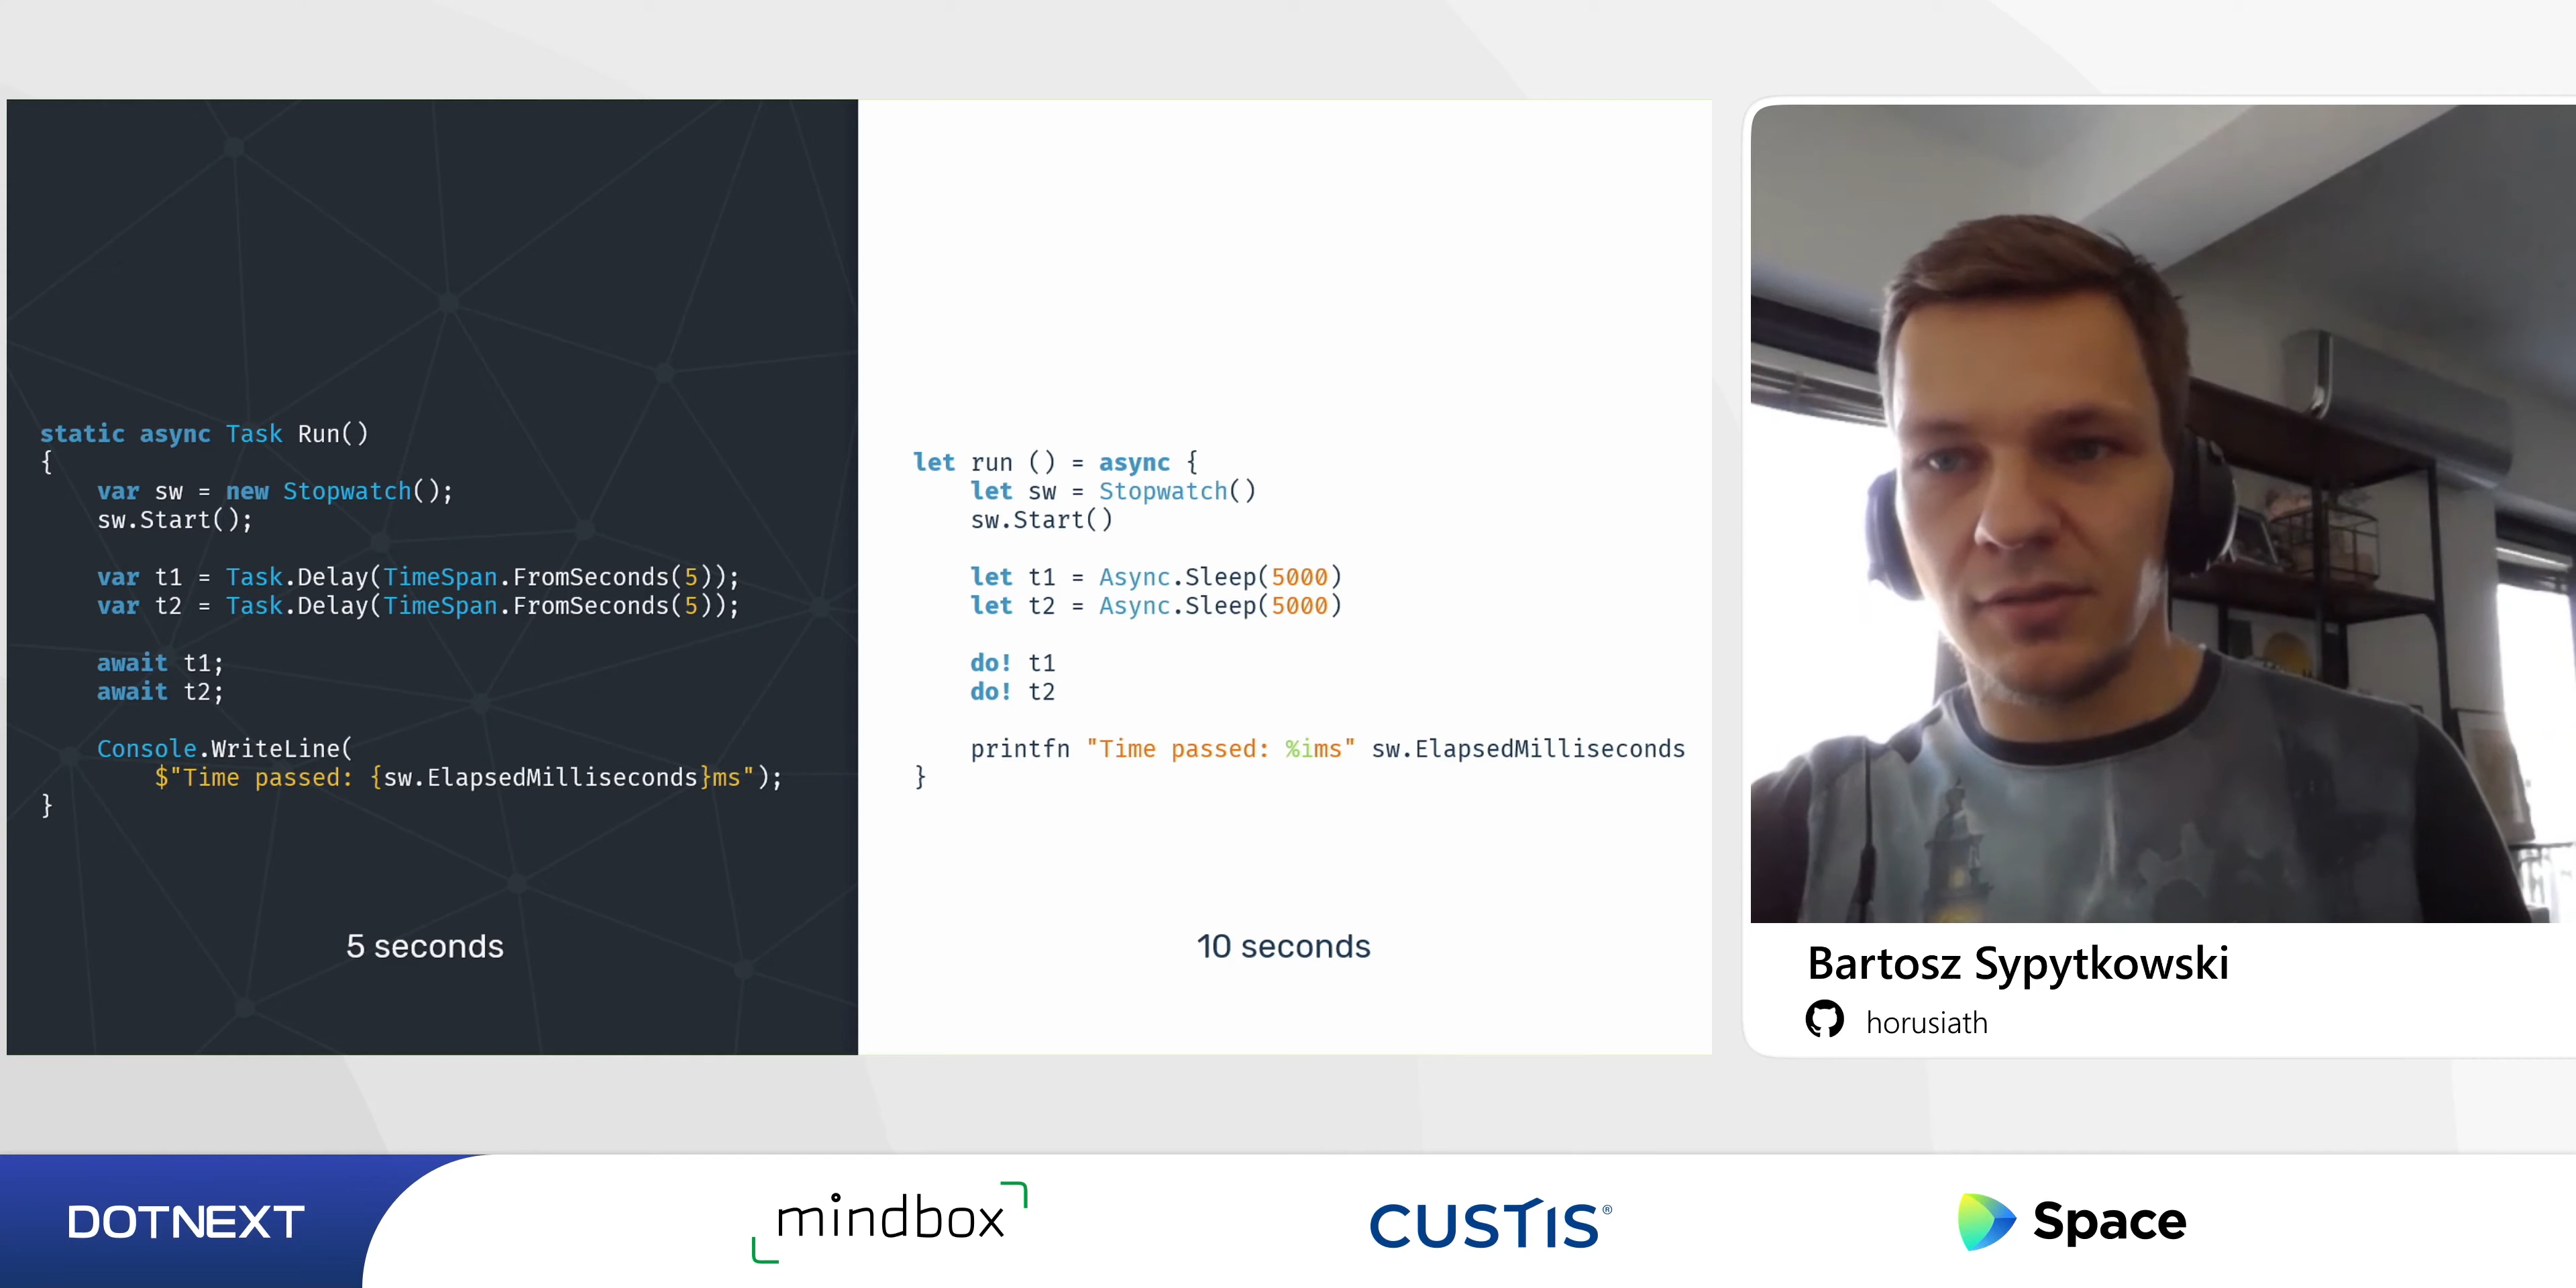 static async Task Run()
{
var sw = new Stopwatch();
sw.Start();
var t1 = Task.Delay(TimeSpan.FromSeconds(5));
var t2 = Task.Delay(TimeSpan.FromSeconds(5));
await t1;
await t2;
Console.WriteLine(
$"Time passed: {sw.ElapsedMilliseconds}ms");
}
5 seconds
let run () = async {
let sw = Stopwatch()
sw.Start()
let t1 = Async.Sleep(5000)
let t2 = Async.Sleep(5000)
do! t1
do! t2
printfn "Time passed: %ims" sw.ElapsedMilliseconds
}
10 seconds
Bartosz Sypytkowski
horusiath
DOTNEXT
mindbox
CUSTIS®
Space